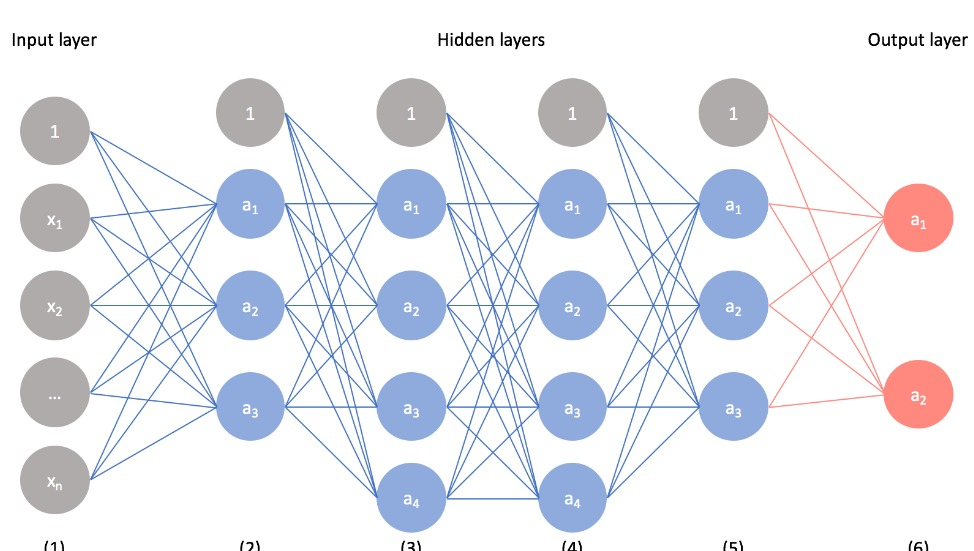 Input layer Hidden layers Output layer
1 1 1 1
1
x1 a1 a1 a1 a1 a1
x2 a2 a2 a2 a2
... a3 a3 a3 a3 a2
xn a4 a4
(1) (2) (3) (4) (5) (6)